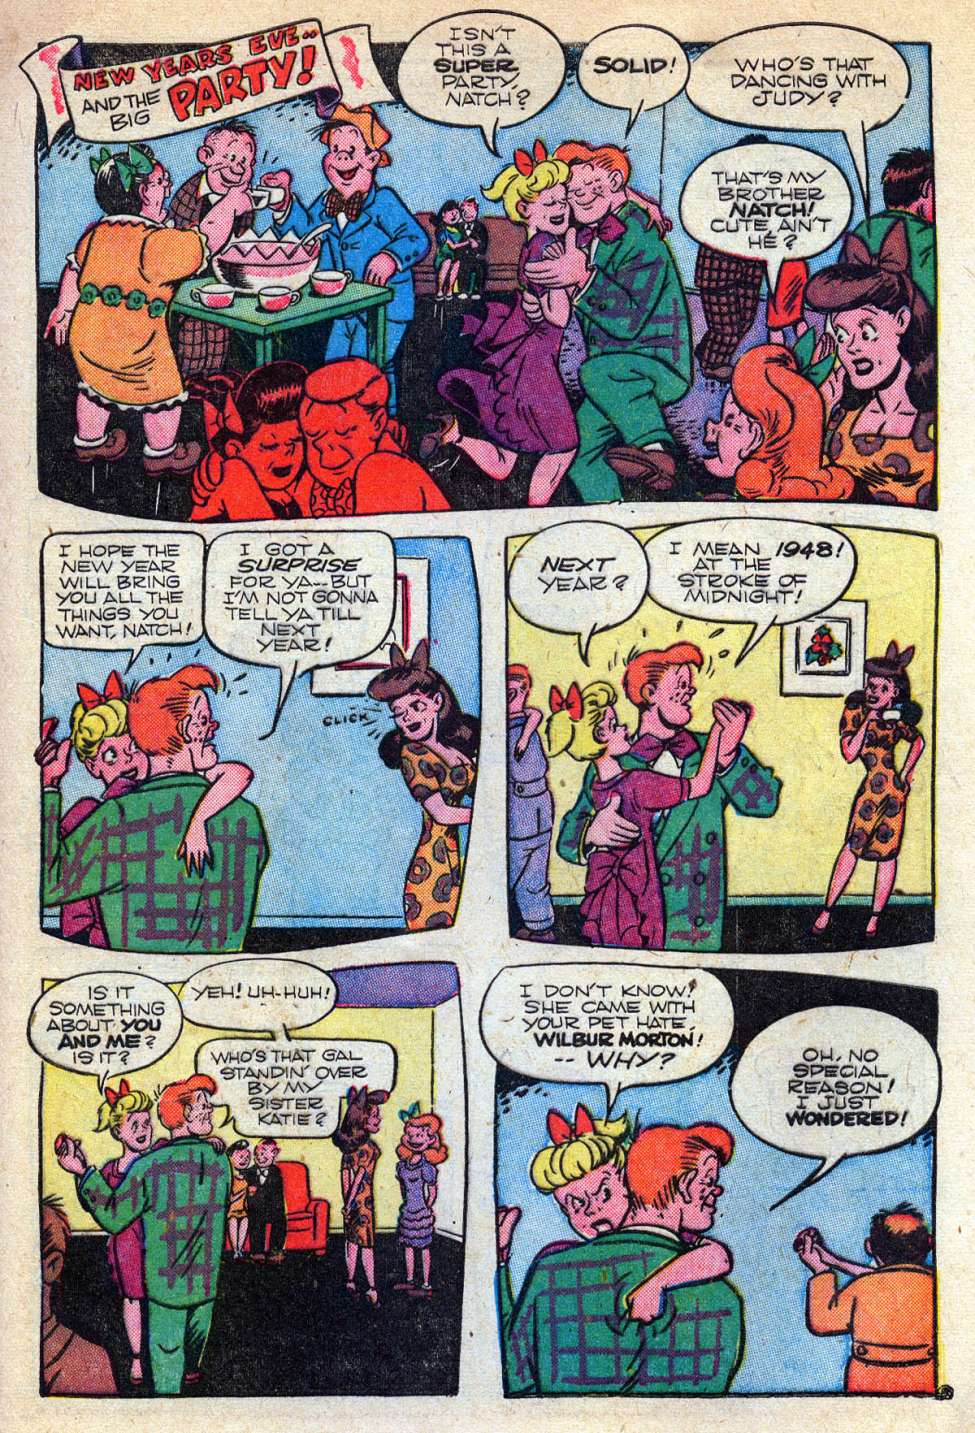 NEW YEARS EVE..
AND THE
BIG
PARTY!
ISN'T
THIS A
SUPER
PARTY,
NATCH?
SOLID!
WHO'S THAT
DANCING WITH
JUDY?
THAT'S MY
BROTHER
NATCH!
CUTE, AIN'T
HE?
I HOPE THE
NEW YEAR
WILL BRING
YOU ALL THE
THINGS YOU
WANT, NATCH!
I GOT A
SURPRISE
FOR YA--BUT
I'M NOT GONNA
TELL YA TILL
NEXT
YEAR!
CLICK
NEXT
YEAR?
I MEAN 1948!
AT THE
STROKE OF
MIDNIGHT!
IS IT
SOMETHING
ABOUT YOU
AND ME?
IS IT?
YEH! UH-HUH!
WHO'S THAT GAL
STANDIN' OVER
BY MY
SISTER
KATIE?
I DON'T KNOW!
SHE CAME WITH
YOUR PET HATE,
WILBUR MORTON!
-- WHY?
OH, NO
SPECIAL
REASON!
I JUST
WONDERED!